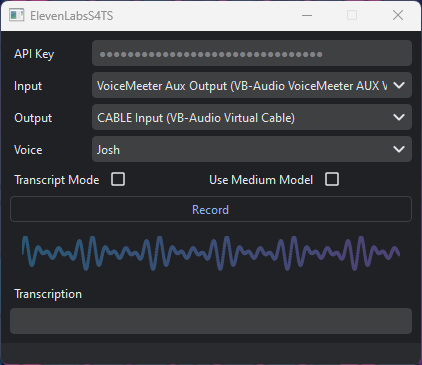 ElevenLabsS4TS
API Key
Input VoiceMeeter Aux Output (VB-Audio VoiceMeeter AUX V
Output CABLE Input (VB-Audio Virtual Cable)
Voice Josh
Transcript Mode Use Medium Model
Record
Transcription